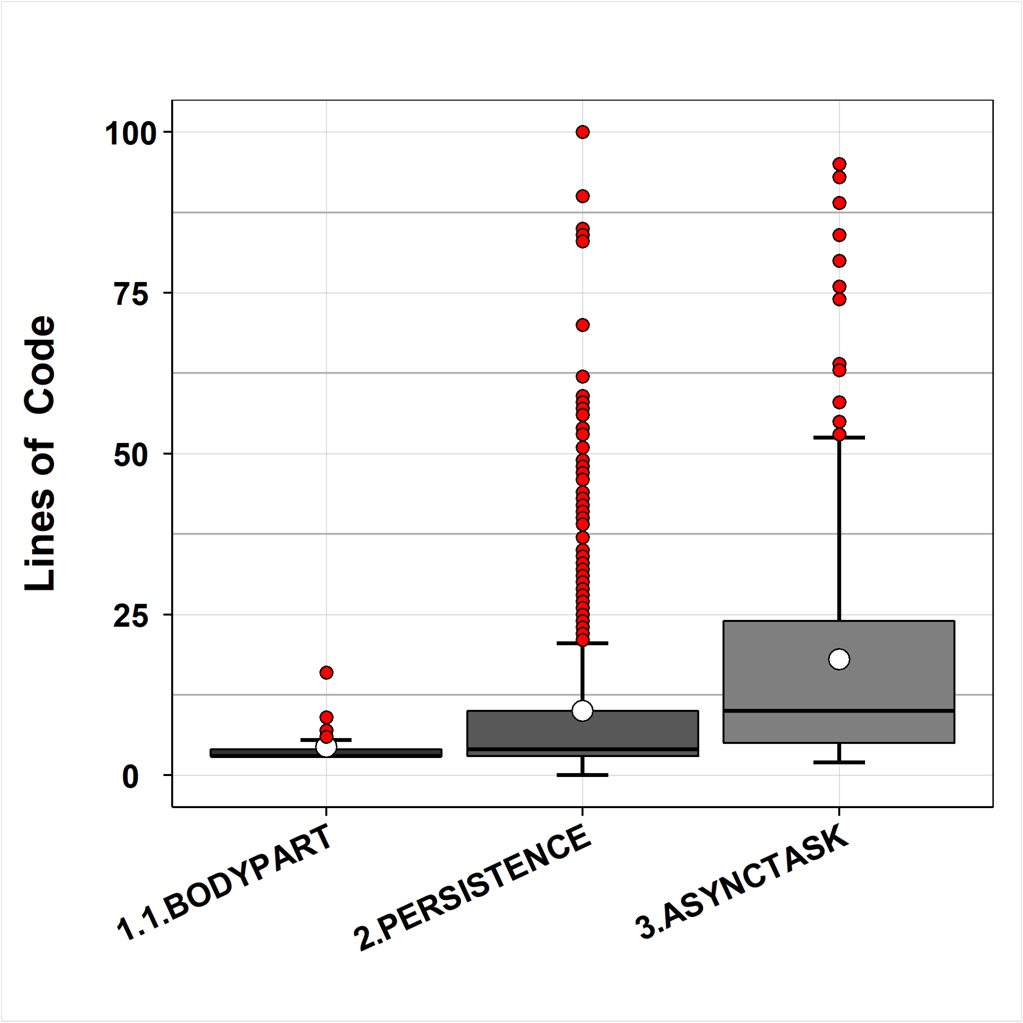 Lines of Code
100
75
50
25
0
1.1.BODYPART
2.PERSISTENCE
3.ASYNCTASK